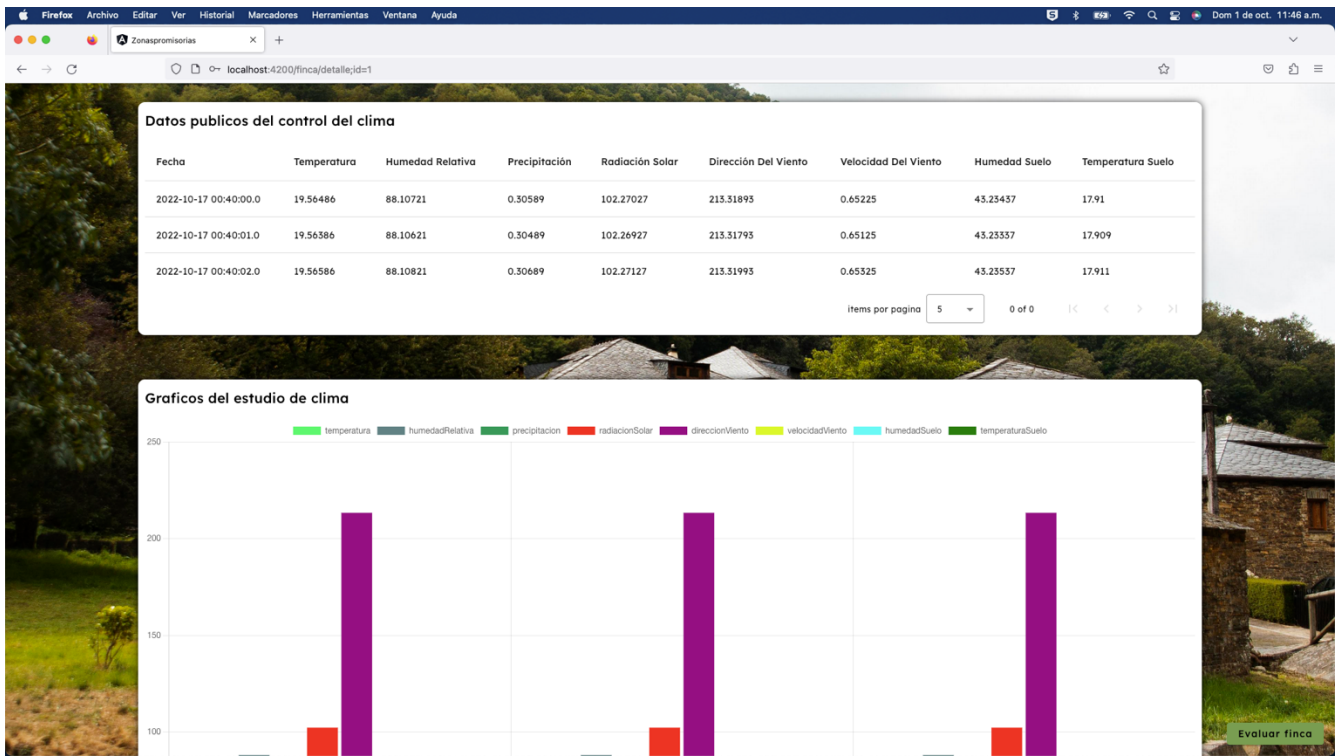 Firefox Archivo Editar Ver Historial Marcadores Herramientas Ventana Ayuda Dom 1 de oct. 11:46 a.m.
Zonaspromisorias
localhost:4200/finca/detalle;id=1
Datos publicos del control del clima
Fecha Temperatura Humedad Relativa Precipitación Radiación Solar Dirección Del Viento Velocidad Del Viento Humedad Suelo Temperatura Suelo
2022-10-17 00:40:00.0 19.56486 88.10721 0.30589 102.27027 213.31893 0.65225 43.23437 17.91
2022-10-17 00:40:01.0 19.56386 88.10621 0.30489 102.26927 213.31793 0.65125 43.23337 17.909
2022-10-17 00:40:02.0 19.56586 88.10821 0.30689 102.27127 213.31993 0.65325 43.23537 17.911
items por pagina 5 0 of 0
Graficos del estudio de clima
temperatura humedadRelativa precipitacion radiacionSolar direccionViento velocidadViento humedadSuelo temperaturaSuelo
250
200
150
100
Evaluar finca